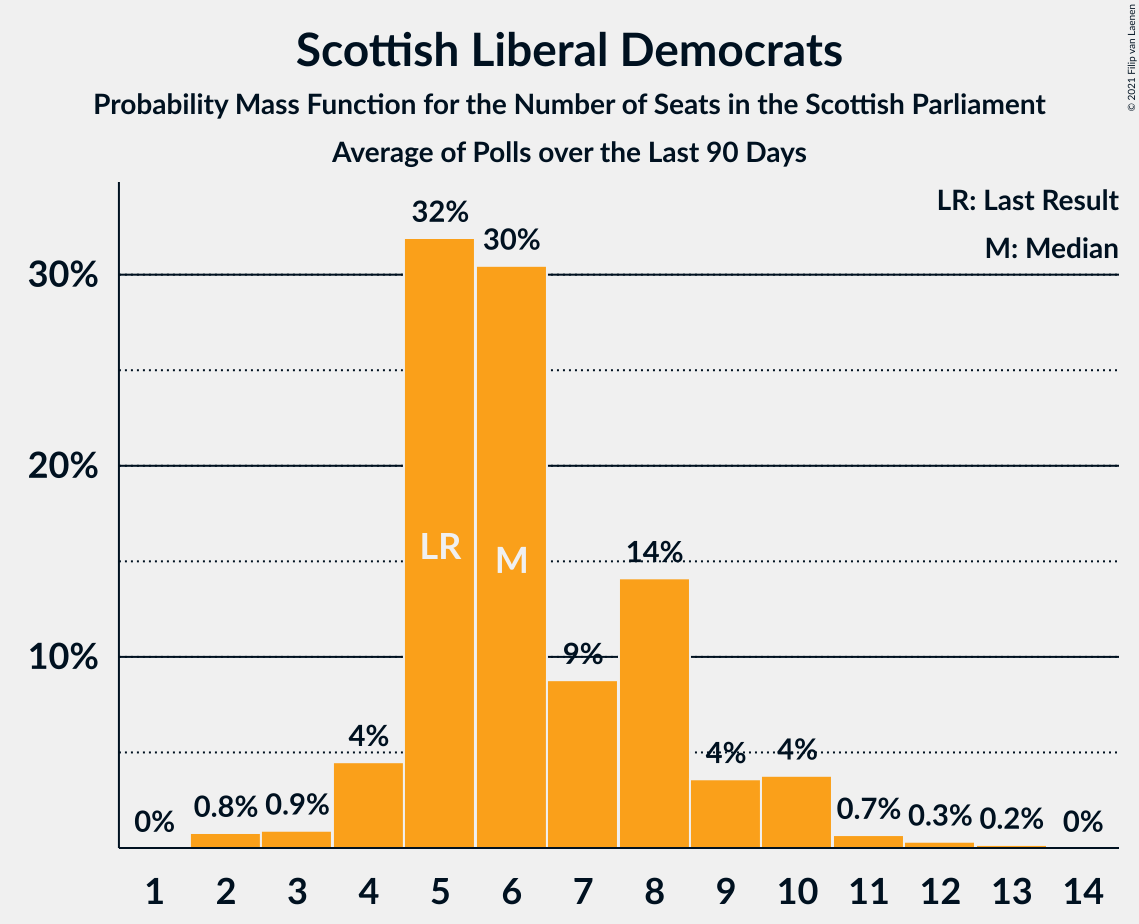 Scottish Liberal Democrats
Probability Mass Function for the Number of Seats in the Scottish Parliament
Average of Polls over the Last 90 Days
© 2021 Filip van Laenen
LR: Last Result
M: Median
30%
20%
10%
0%
0.8%
0.9%
4%
32%
30%
9%
14%
4%
4%
0.7%
0.3%
0.2%
0%
LR
M
1 2 3 4 5 6 7 8 9 10 11 12 13 14